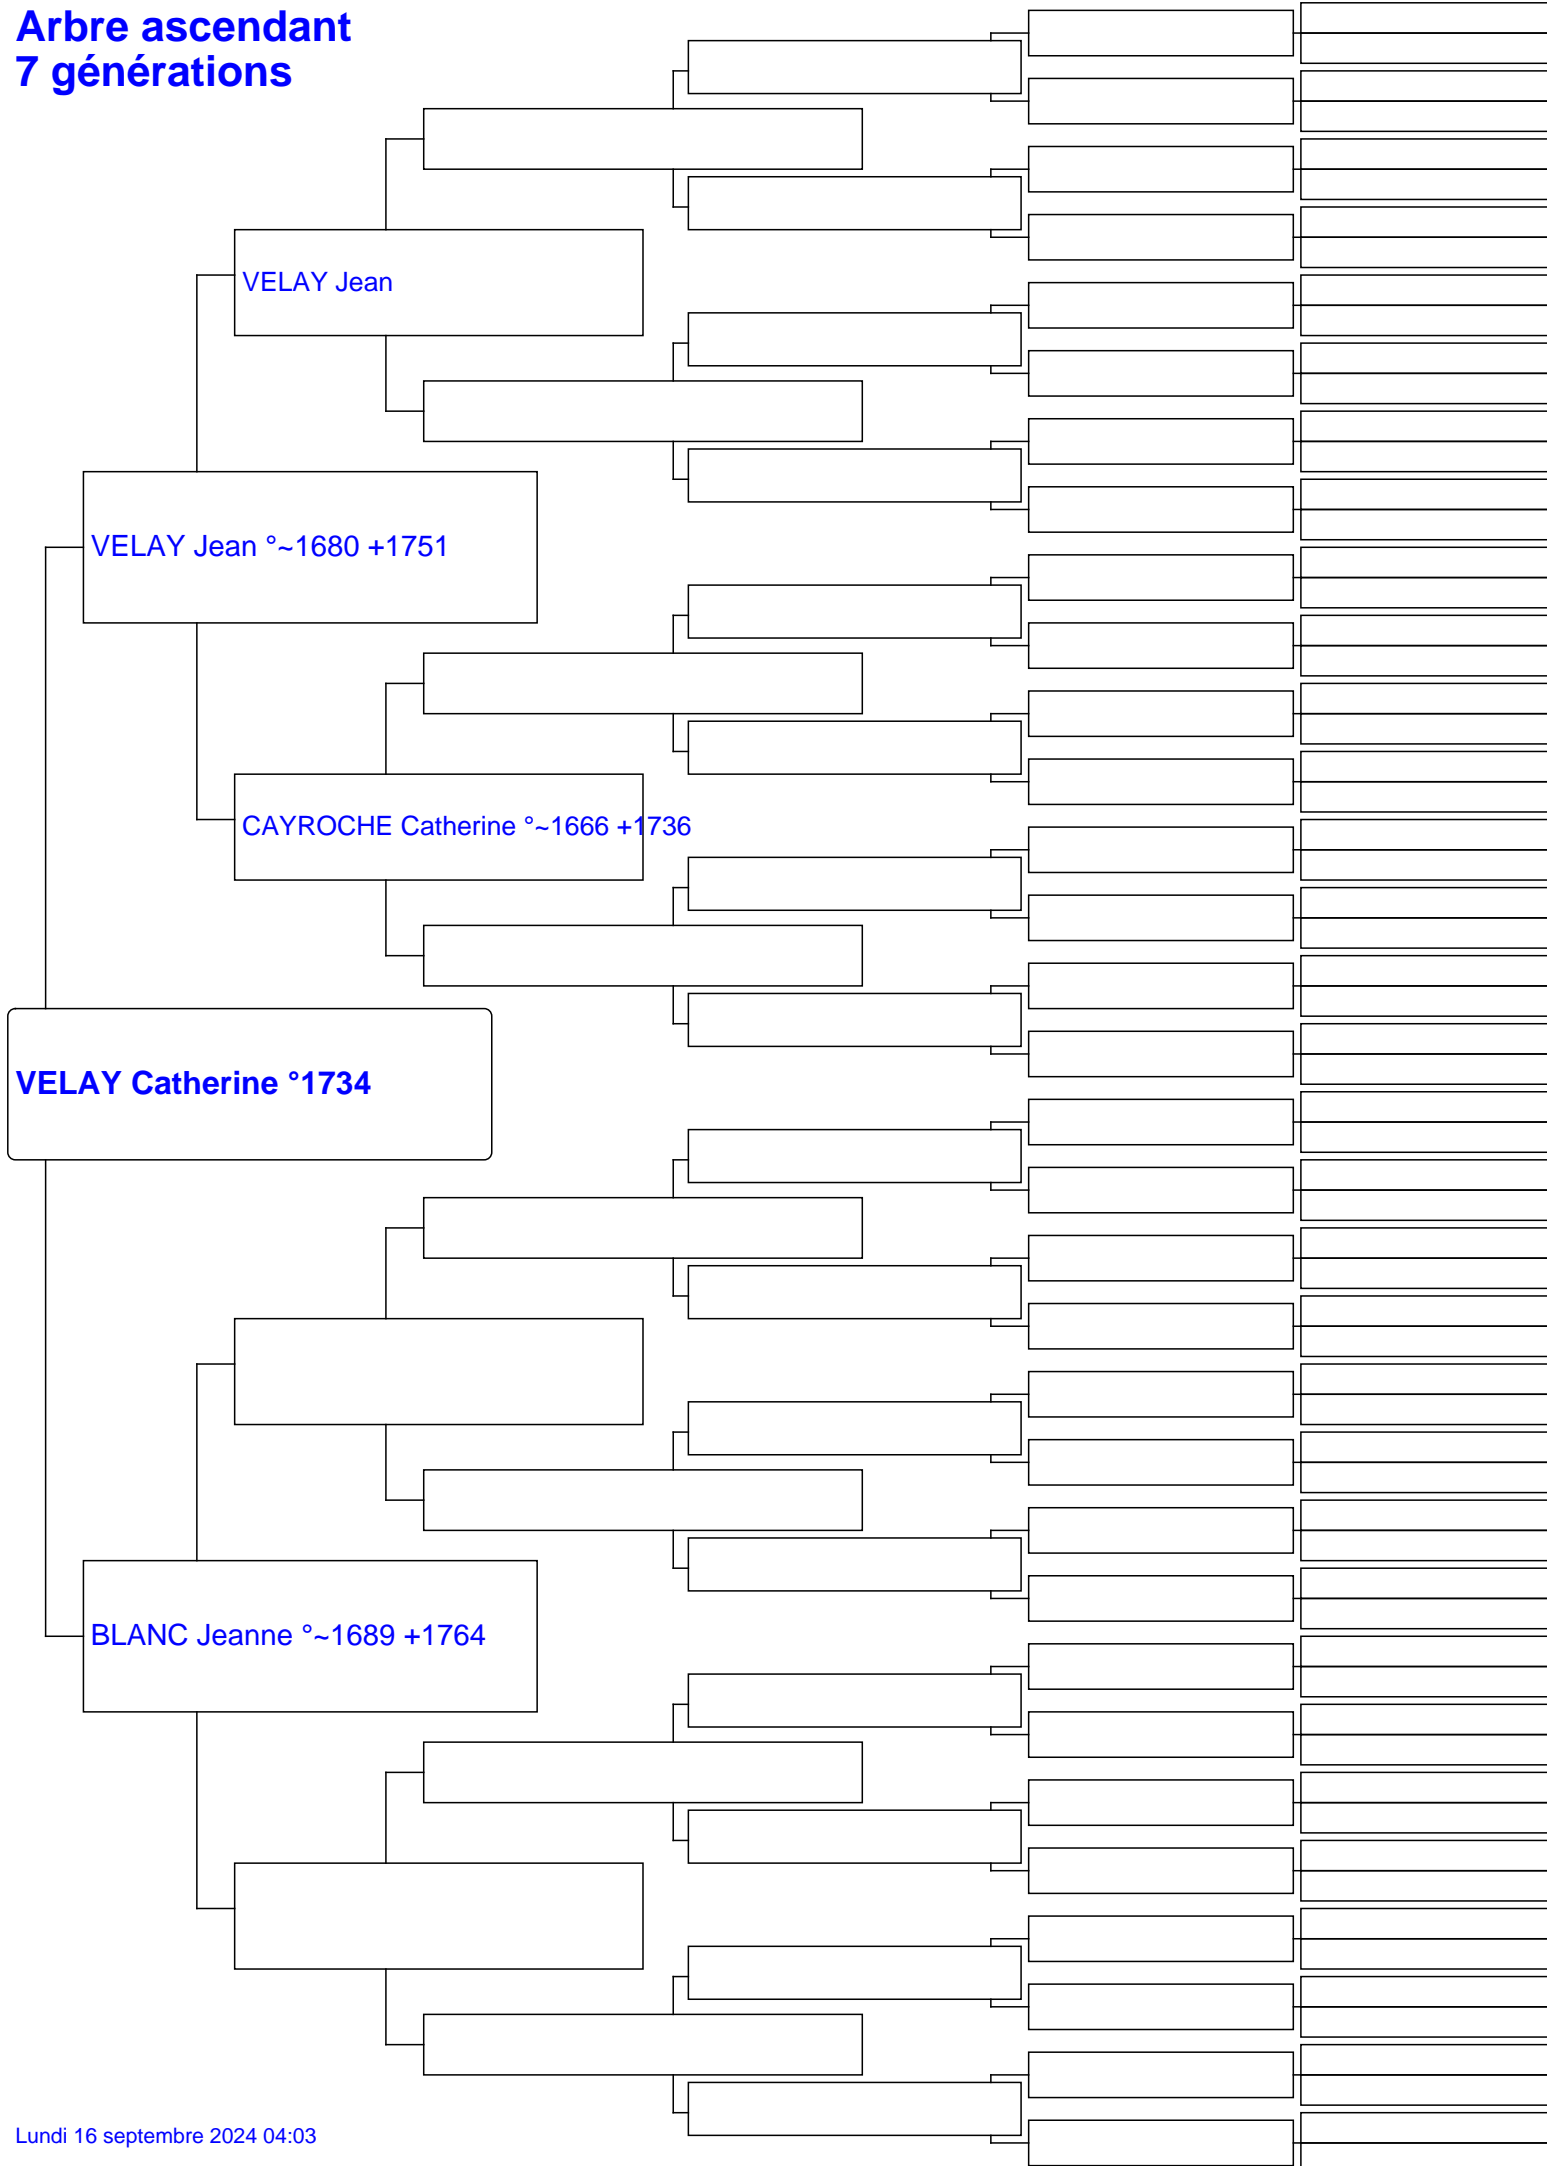 Arbre ascendant
7 générations
VELAY Jean
VELAY Jean °~1680 +1751
CAYROCHE Catherine °~1666 +1736
VELAY Catherine °1734
BLANC Jeanne °~1689 +1764
Lundi 16 septembre 2024 04:03